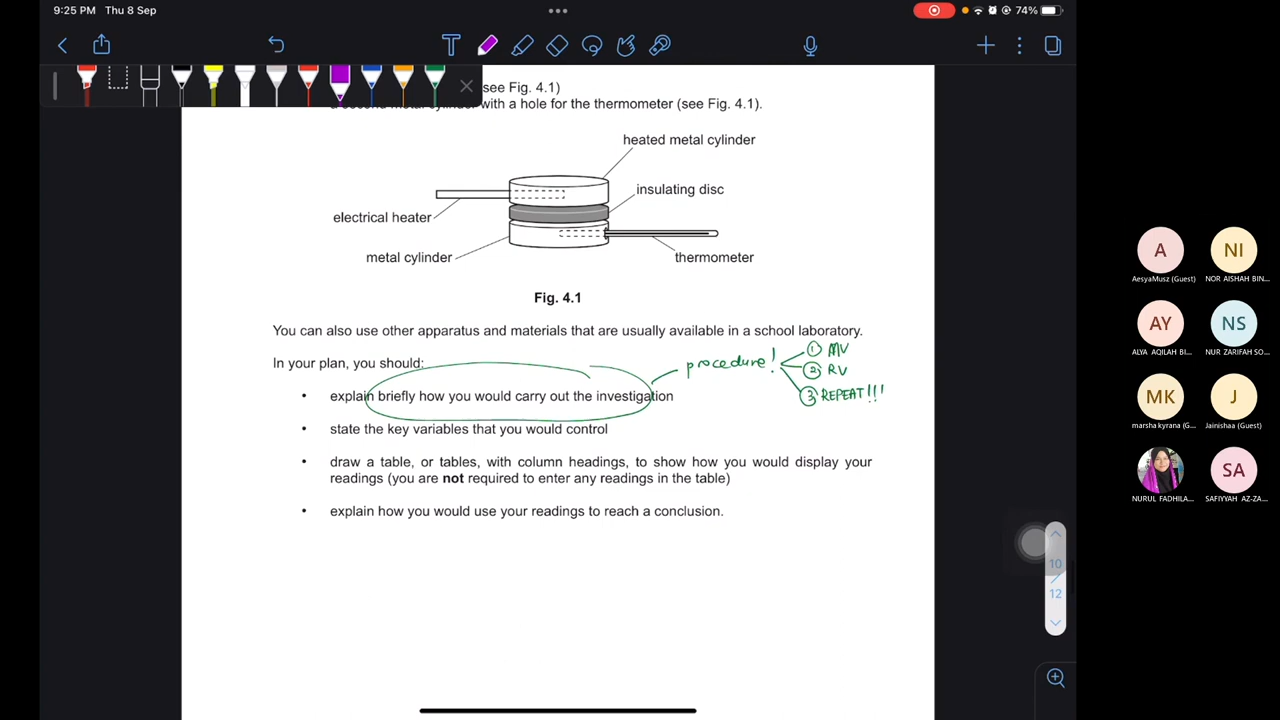 9:25 PM Thu 8 Sep
74%
see Fig. 4.1)
with a hole for the thermometer (see Fig. 4.1).
heated metal cylinder
insulating disc
electrical heater
metal cylinder
thermometer
Fig. 4.1
You can also use other apparatus and materials that are usually available in a school laboratory.
In your plan, you should:
procedure!
① MV
② RV
③ REPEAT!!!
• explain briefly how you would carry out the investigation
• state the key variables that you would control
• draw a table, or tables, with column headings, to show how you would display your
readings (you are not required to enter any readings in the table)
• explain how you would use your readings to reach a conclusion.
10
12
A
AesyaMusz (Guest)
NI
NOR AISHAH BIN...
AY
ALYA AQILAH BI...
NS
NUR ZARIFAH SO...
MK
marsha kyrana (G...
J
Jainishaa (Guest)
NURUL FADHILA...
SA
SAFIYYAH AZ-ZA...